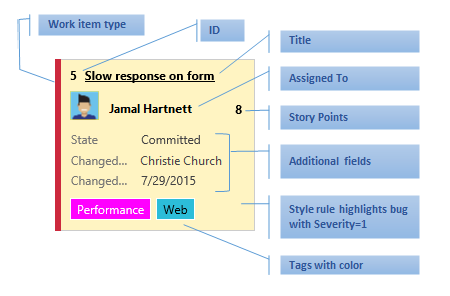 Work item type
ID
Title
5 Slow response on form
Assigned To
Jamal Hartnett 8
Story Points
State Committed
Changed... Christie Church
Additional fields
Changed... 7/29/2015
Performance Web
Style rule highlights bug
with Severity=1
Tags with color